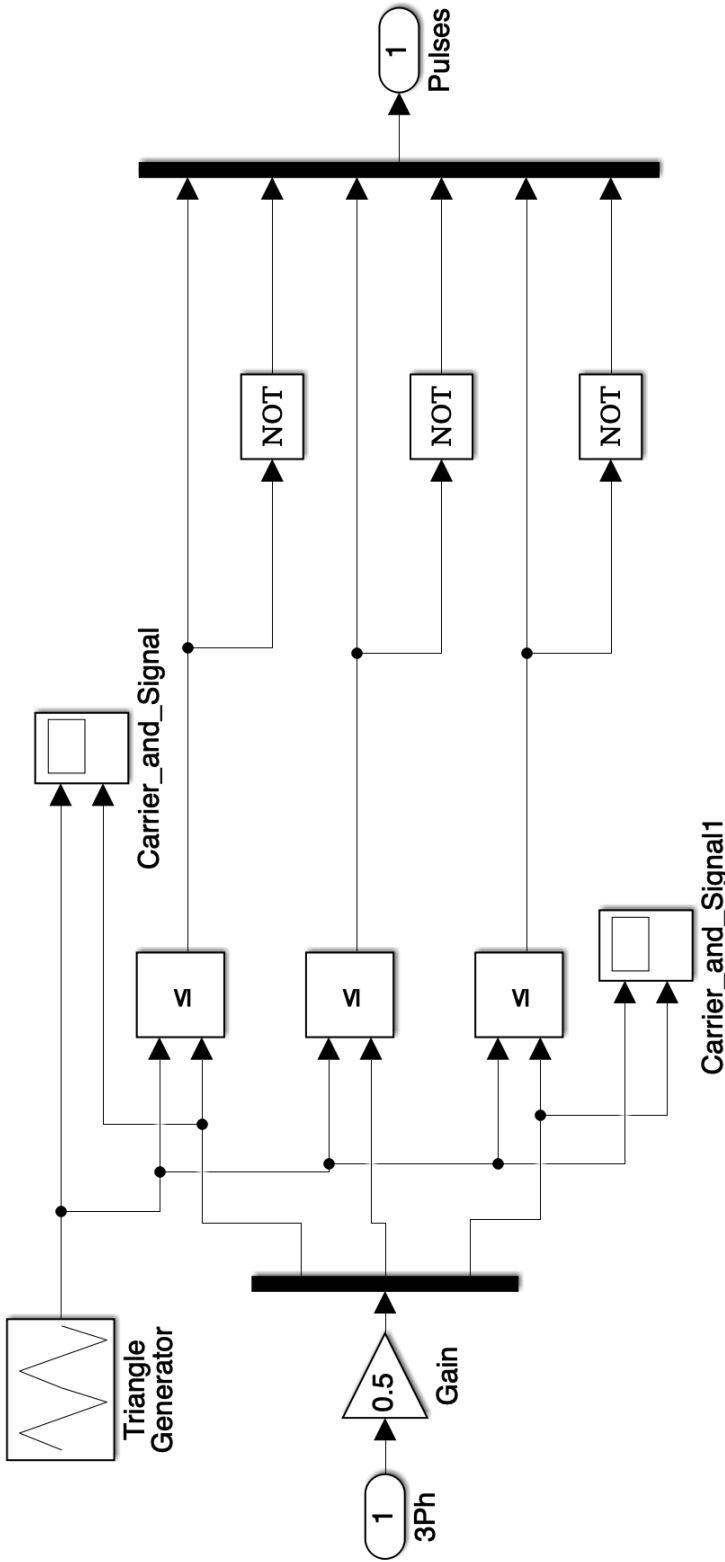 Triangle
Generator
1
3Ph
0.5
Gain
≤
≤
≤
Carrier_and_Signal
Carrier_and_Signal1
NOT
NOT
NOT
1
Pulses